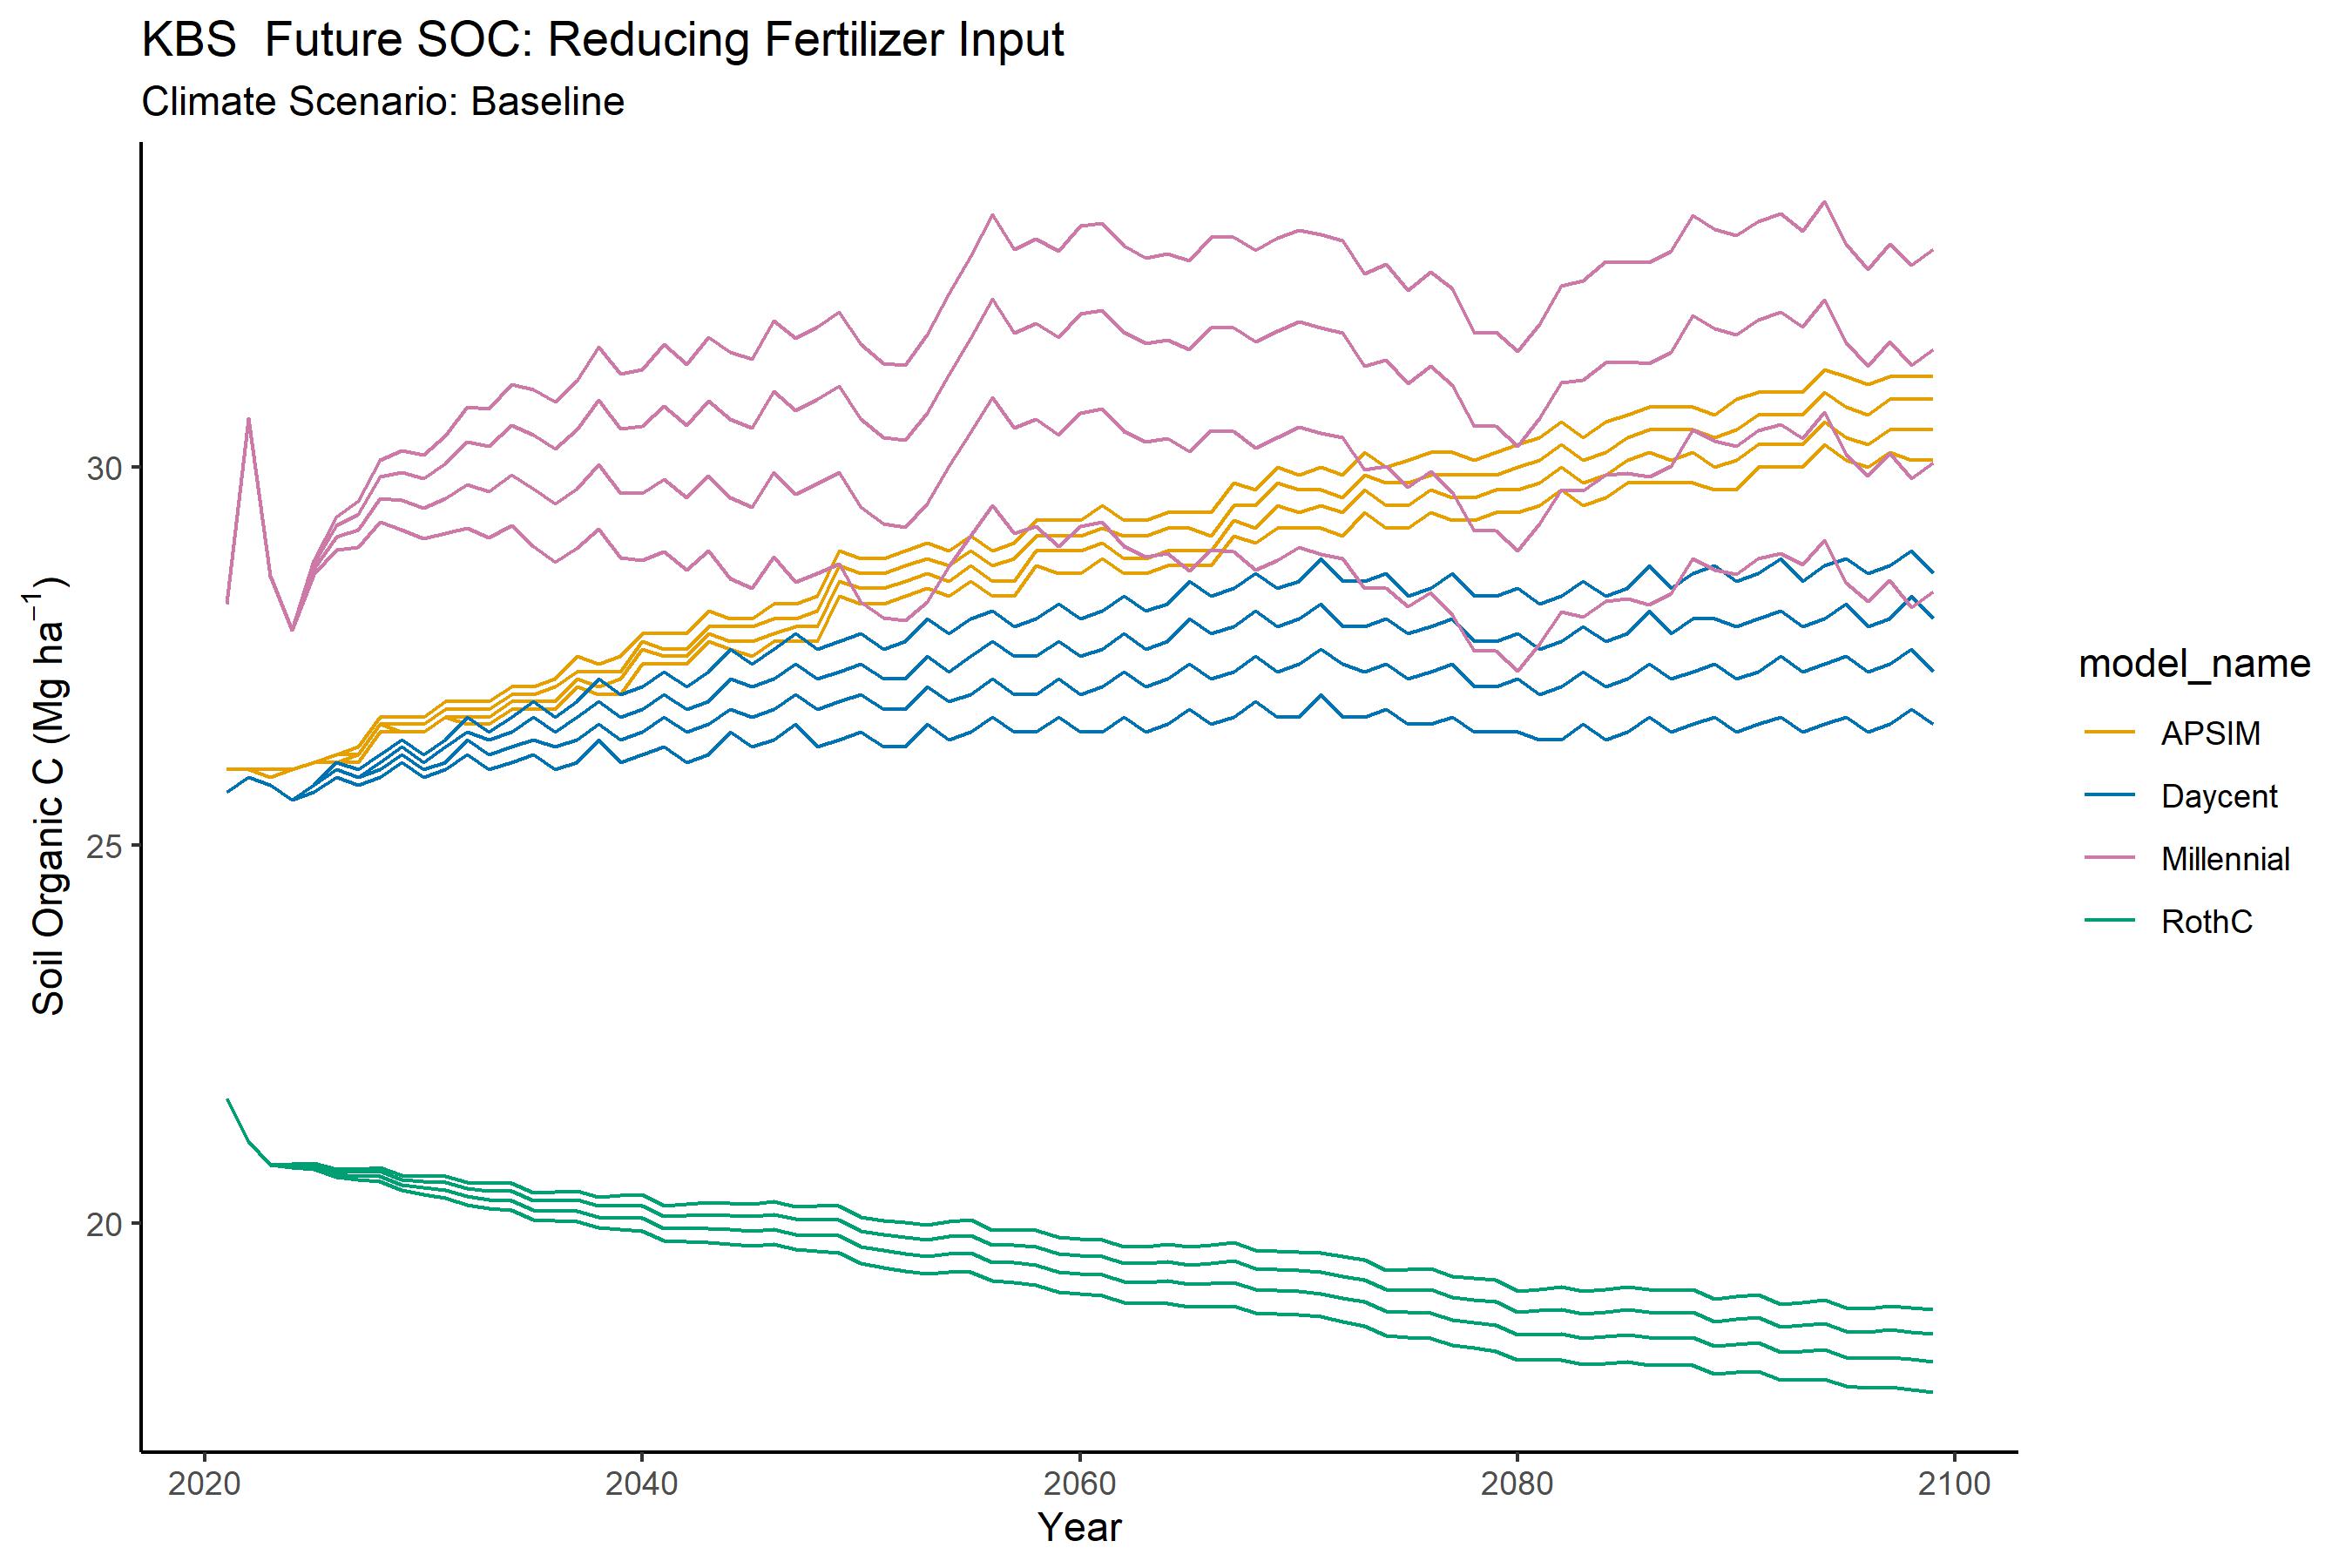 KBS  Future SOC: Reducing Fertilizer Input
Climate Scenario: Baseline
Soil Organic C (Mg ha⁻¹)
30
25
20
2020
2040
2060
2080
2100
Year
model_name
APSIM
Daycent
Millennial
RothC